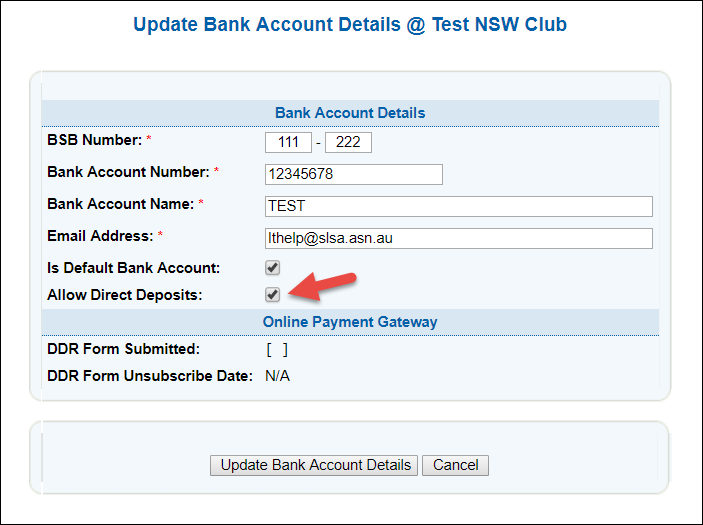 Update Bank Account Details @ Test NSW Club
Bank Account Details
BSB Number: * 111 - 222
Bank Account Number: * 12345678
Bank Account Name: * TEST
Email Address: * lthelp@slsa.asn.au
Is Default Bank Account:
Allow Direct Deposits:
Online Payment Gateway
DDR Form Submitted: [ ]
DDR Form Unsubscribe Date: N/A
Update Bank Account Details Cancel